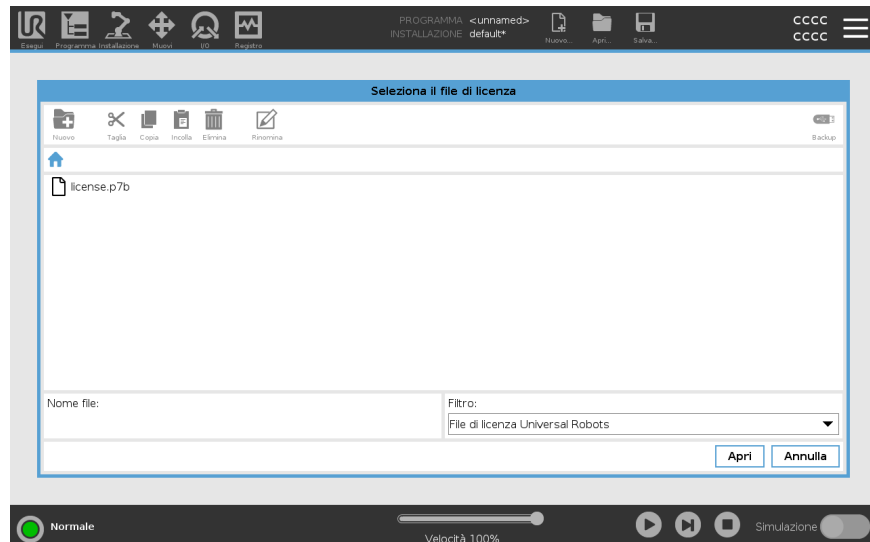 PROGRAMMA <unnamed>
INSTALLAZIONE default*
Esegui Programma Installazione Muovi I/O Registro
Nuovo... Apri... Salva...
CCCC
CCCC
Seleziona il file di licenza
Nuovo Taglia Copia Incolla Elimina Rinomina Backup
license.p7b
Nome file:
Filtro:
File di licenza Universal Robots
Apri Annulla
Normale
Velocità 100%
Simulazione